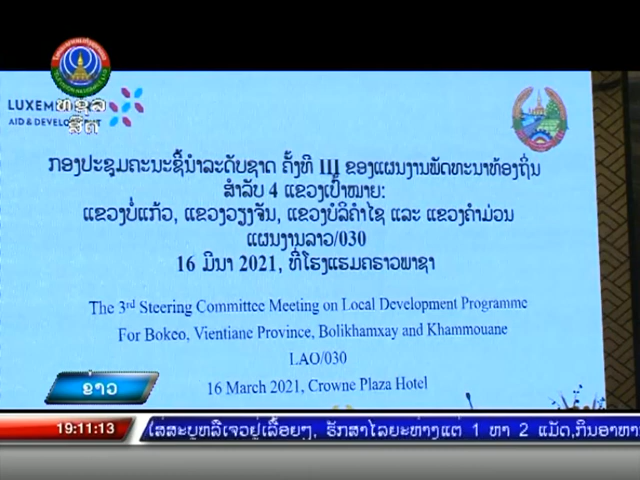 LUXEM
AID & DEVELOPMENT
ໂທລ
ສົດ
ກອງປະຊຸມຄະນະຊີ້ນຳລະດັບຊາດ ຄັ້ງທີ III ຂອງແຜນງານພັດທະນາທ້ອງຖິ່ນ
ສຳລັບ 4 ແຂວງເປົ້າໝາຍ:
ແຂວງບໍ່ແກ້ວ, ແຂວງວຽງຈັນ, ແຂວງບໍລິຄຳໄຊ ແລະ ແຂວງຄຳມ່ວນ
ແຜນງານລາວ/030
16 ມີນາ 2021, ທີ່ໂຮງແຮມຄຣາວພາຊາ
The 3rd Steering Committee Meeting on Local Development Programme
For Bokeo, Vientiane Province, Bolikhamxay and Khammouane
LAO/030
16 March 2021, Crowne Plaza Hotel
ຂ່າວ
19:11:13 ໃສ່ສະບູຫລືເຈວຢູ່ເລື້ອຍໆ, ຮັກສາໄລຍະຫ່າງແຕ່ 1 ຫາ 2 ແມັດ,ກິນອາຫາ